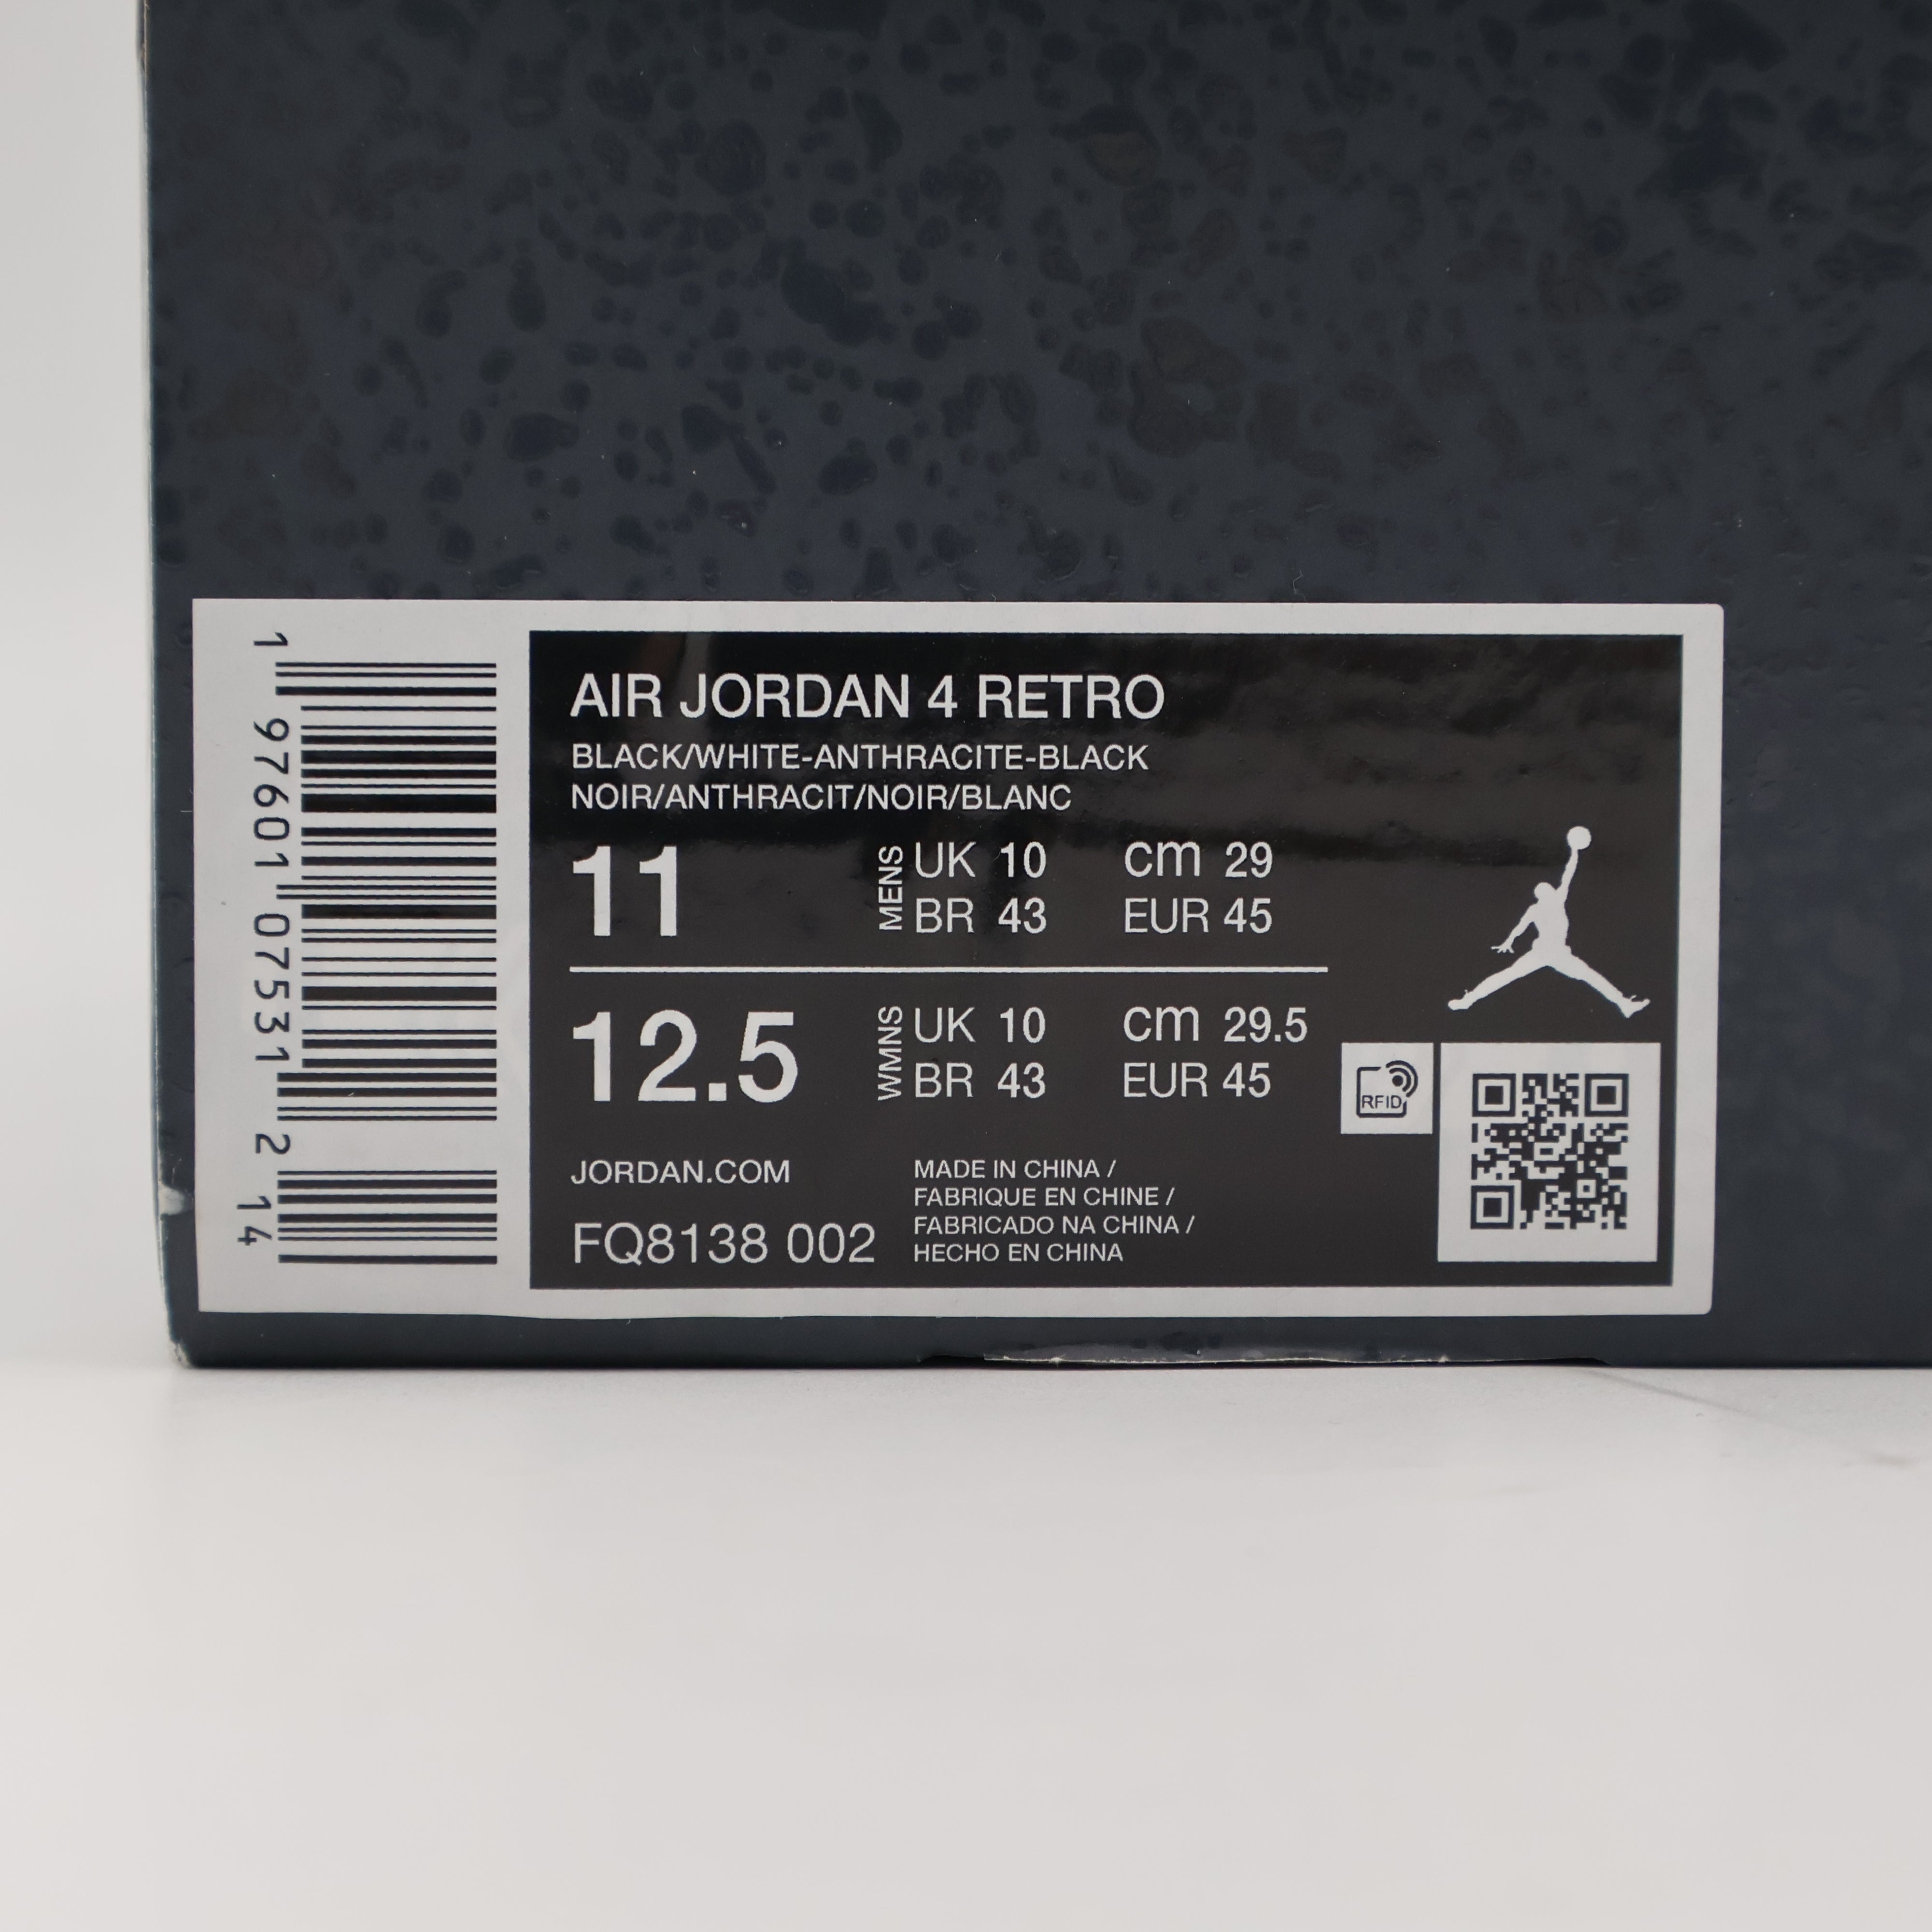 1 97601 07531 2 14
AIR JORDAN 4 RETRO
BLACK/WHITE-ANTHRACITE-BLACK
NOIR/ANTHRACIT/NOIR/BLANC
11 MENS UK 10 cm 29
BR 43 EUR 45
12.5 WMNS UK 10 cm 29.5
BR 43 EUR 45
RFID
JORDAN.COM
FQ8138 002
MADE IN CHINA /
FABRIQUE EN CHINE /
FABRICADO NA CHINA /
HECHO EN CHINA